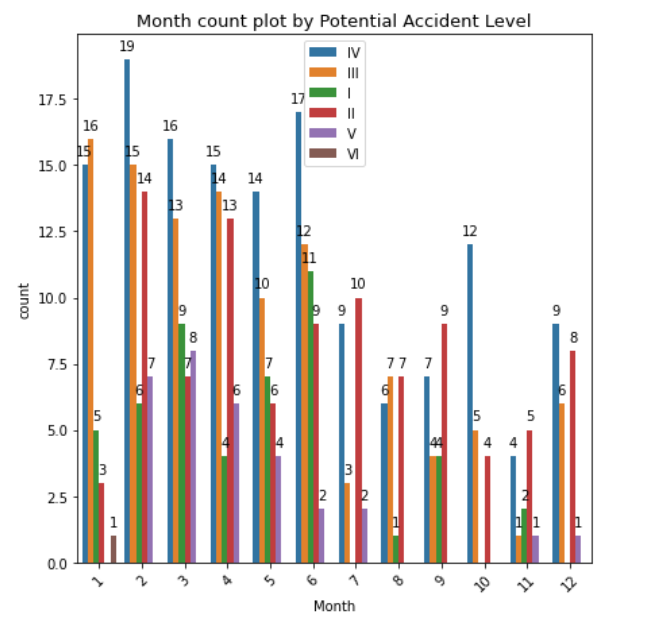 Month count plot by Potential Accident Level
IV
III
I
II
V
VI
count
17.5
15.0
12.5
10.0
7.5
5.0
2.5
0.0
15 16 5 3 1
19 15 6 14 7
16 13 9 7 8
15 14 4 13 6
14 10 7 6 4
17 12 11 9 2
9 3 10 2
6 7 1 7
7 4 4 9
12 5 4
4 1 2 5 1
9 6 8 1
1 2 3 4 5 6 7 8 9 10 11 12
Month